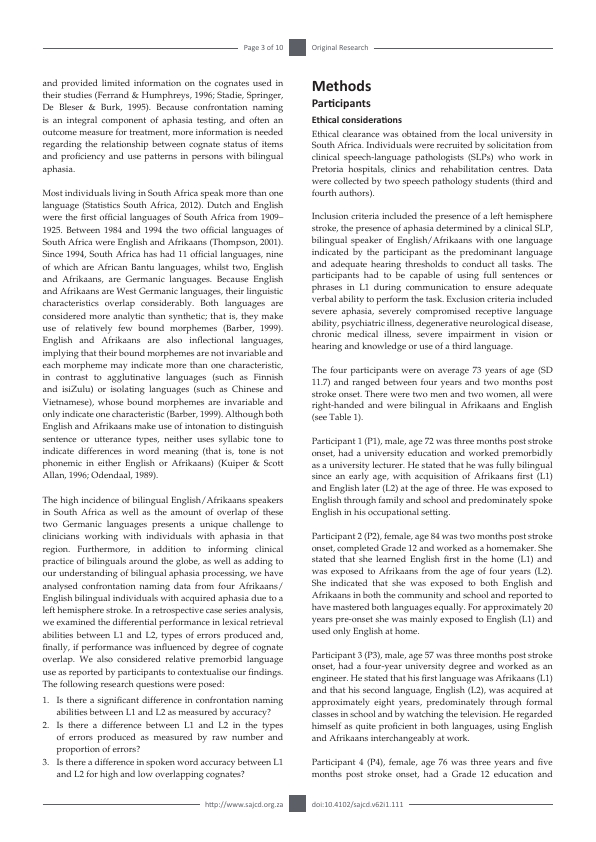 Page 3 of 10
Original Research
and provided limited information on the cognates used in
their studies (Ferrand & Humphreys, 1996; Stadie, Springer,
De Bleser & Burk, 1995). Because confrontation naming
is an integral component of aphasia testing, and often an
outcome measure for treatment, more information is needed
regarding the relationship between cognate status of items
and proficiency and use patterns in persons with bilingual
aphasia.
Most individuals living in South Africa speak more than one
language (Statistics South Africa, 2012). Dutch and English
were the first official languages of South Africa from 1909–
1925. Between 1984 and 1994 the two official languages of
South Africa were English and Afrikaans (Thompson, 2001).
Since 1994, South Africa has had 11 official languages, nine
of which are African Bantu languages, whilst two, English
and Afrikaans, are Germanic languages. Because English
and Afrikaans are West Germanic languages, their linguistic
characteristics overlap considerably. Both languages are
considered more analytic than synthetic; that is, they make
use of relatively few bound morphemes (Barber, 1999).
English and Afrikaans are also inflectional languages,
implying that their bound morphemes are not invariable and
each morpheme may indicate more than one characteristic,
in contrast to agglutinative languages (such as Finnish
and isiZulu) or isolating languages (such as Chinese and
Vietnamese), whose bound morphemes are invariable and
only indicate one characteristic (Barber, 1999). Although both
English and Afrikaans make use of intonation to distinguish
sentence or utterance types, neither uses syllabic tone to
indicate differences in word meaning (that is, tone is not
phonemic in either English or Afrikaans) (Kuiper & Scott
Allan, 1996; Odendaal, 1989).
The high incidence of bilingual English/Afrikaans speakers
in South Africa as well as the amount of overlap of these
two Germanic languages presents a unique challenge to
clinicians working with individuals with aphasia in that
region. Furthermore, in addition to informing clinical
practice of bilinguals around the globe, as well as adding to
our understanding of bilingual aphasia processing, we have
analysed confrontation naming data from four Afrikaans/
English bilingual individuals with acquired aphasia due to a
left hemisphere stroke. In a retrospective case series analysis,
we examined the differential performance in lexical retrieval
abilities between L1 and L2, types of errors produced and,
finally, if performance was influenced by degree of cognate
overlap. We also considered relative premorbid language
use as reported by participants to contextualise our findings.
The following research questions were posed:
1. Is there a significant difference in confrontation naming
abilities between L1 and L2 as measured by accuracy?
2. Is there a difference between L1 and L2 in the types
of errors produced as measured by raw number and
proportion of errors?
3. Is there a difference in spoken word accuracy between L1
and L2 for high and low overlapping cognates?
Methods
Participants
Ethical considerations
Ethical clearance was obtained from the local university in
South Africa. Individuals were recruited by solicitation from
clinical speech-language pathologists (SLPs) who work in
Pretoria hospitals, clinics and rehabilitation centres. Data
were collected by two speech pathology students (third and
fourth authors).
Inclusion criteria included the presence of a left hemisphere
stroke, the presence of aphasia determined by a clinical SLP,
bilingual speaker of English/Afrikaans with one language
indicated by the participant as the predominant language
and adequate hearing thresholds to conduct all tasks. The
participants had to be capable of using full sentences or
phrases in L1 during communication to ensure adequate
verbal ability to perform the task. Exclusion criteria included
severe aphasia, severely compromised receptive language
ability, psychiatric illness, degenerative neurological disease,
chronic medical illness, severe impairment in vision or
hearing and knowledge or use of a third language.
The four participants were on average 73 years of age (SD
11.7) and ranged between four years and two months post
stroke onset. There were two men and two women, all were
right-handed and were bilingual in Afrikaans and English
(see Table 1).
Participant 1 (P1), male, age 72 was three months post stroke
onset, had a university education and worked premorbidly
as a university lecturer. He stated that he was fully bilingual
since an early age, with acquisition of Afrikaans first (L1)
and English later (L2) at the age of three. He was exposed to
English through family and school and predominately spoke
English in his occupational setting.
Participant 2 (P2), female, age 84 was two months post stroke
onset, completed Grade 12 and worked as a homemaker. She
stated that she learned English first in the home (L1) and
was exposed to Afrikaans from the age of four years (L2).
She indicated that she was exposed to both English and
Afrikaans in both the community and school and reported to
have mastered both languages equally. For approximately 20
years pre-onset she was mainly exposed to English (L1) and
used only English at home.
Participant 3 (P3), male, age 57 was three months post stroke
onset, had a four-year university degree and worked as an
engineer. He stated his first language was Afrikaans (L1)
and that his second language, English (L2), was acquired at
approximately eight years, predominately through formal
classes in school and by watching the television. He regarded
himself as quite proficient in both languages, using English
and Afrikaans interchangeably at work.
Participant 4 (P4), female, age 76 was three years and five
months post stroke onset, had a Grade 12 education and
http://www.sajcd.org.za
doi:10.4102/sajcd.v62i1.111